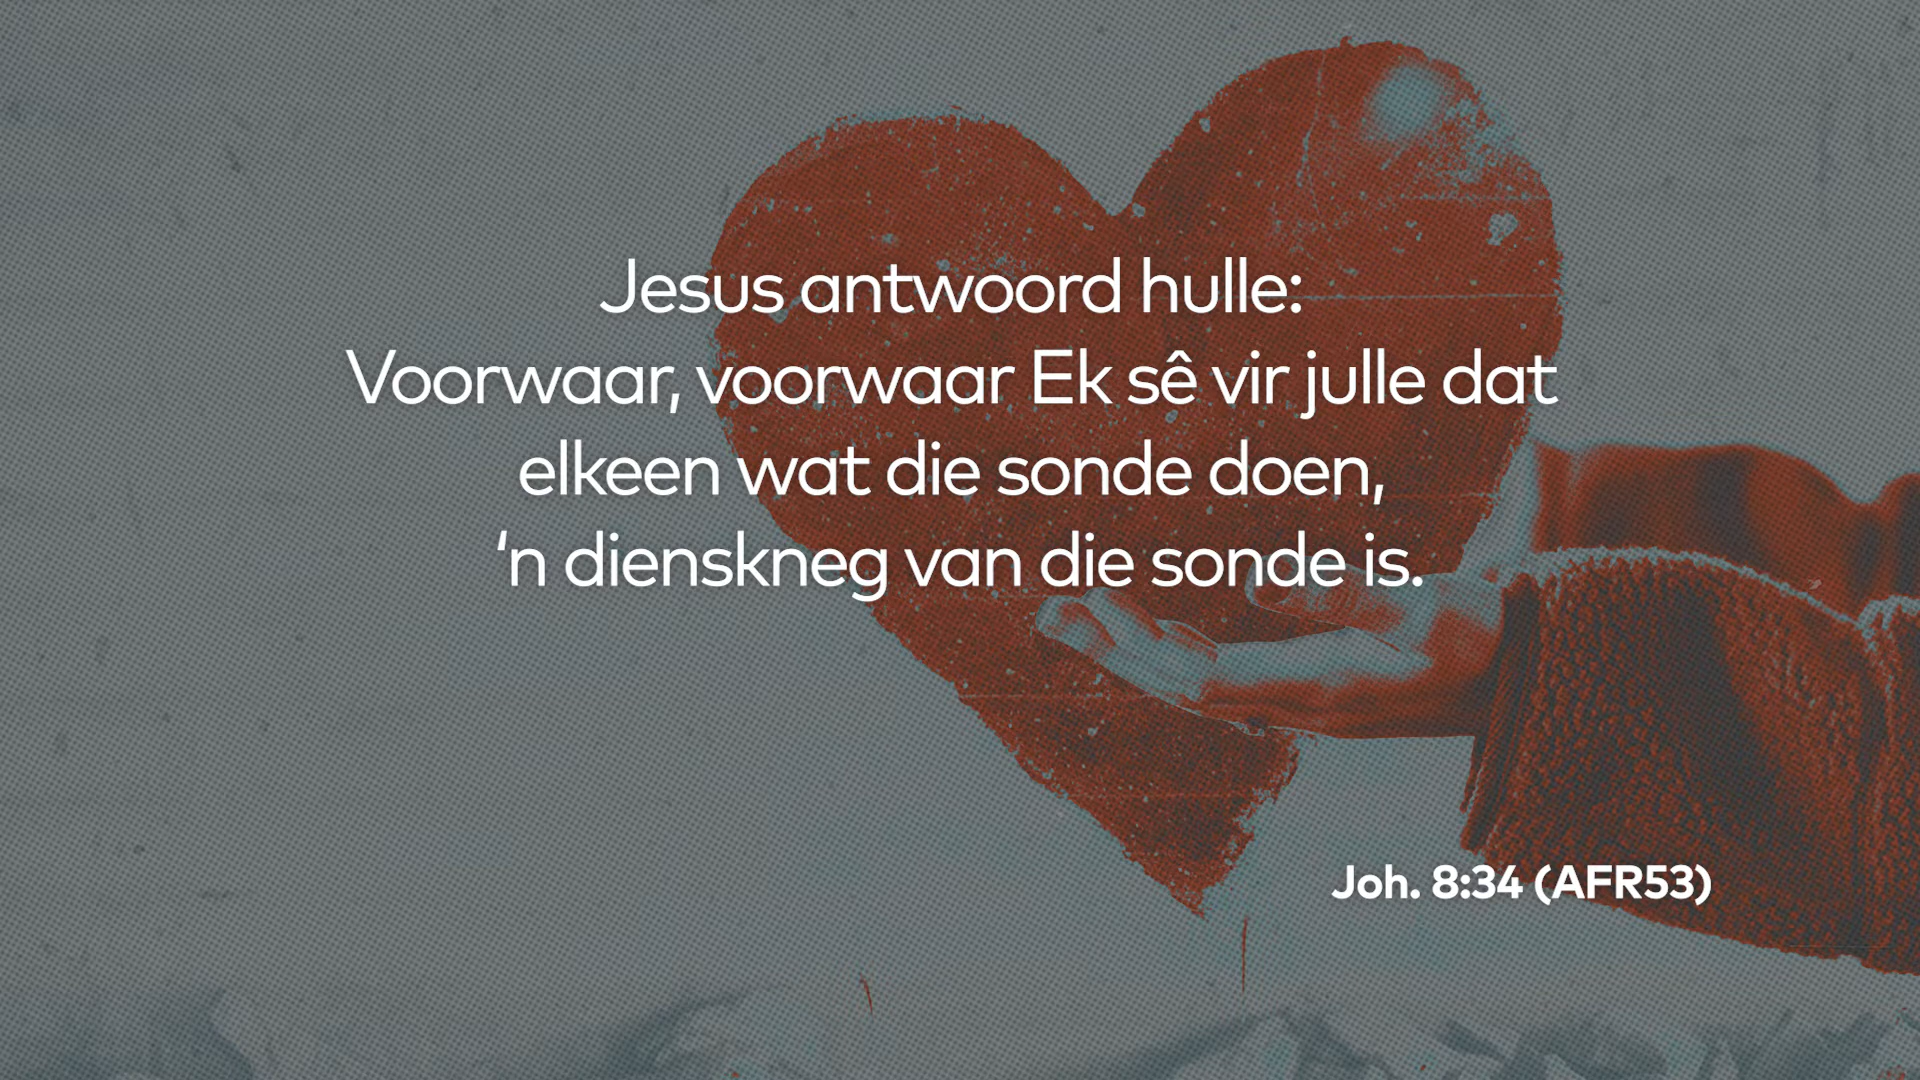 Jesus antwoord hulle:
Voorwaar, voorwaar Ek sê vir julle dat
elkeen wat die sonde doen,
‘n dienskneg van die sonde is.
Joh. 8:34 (AFR53)